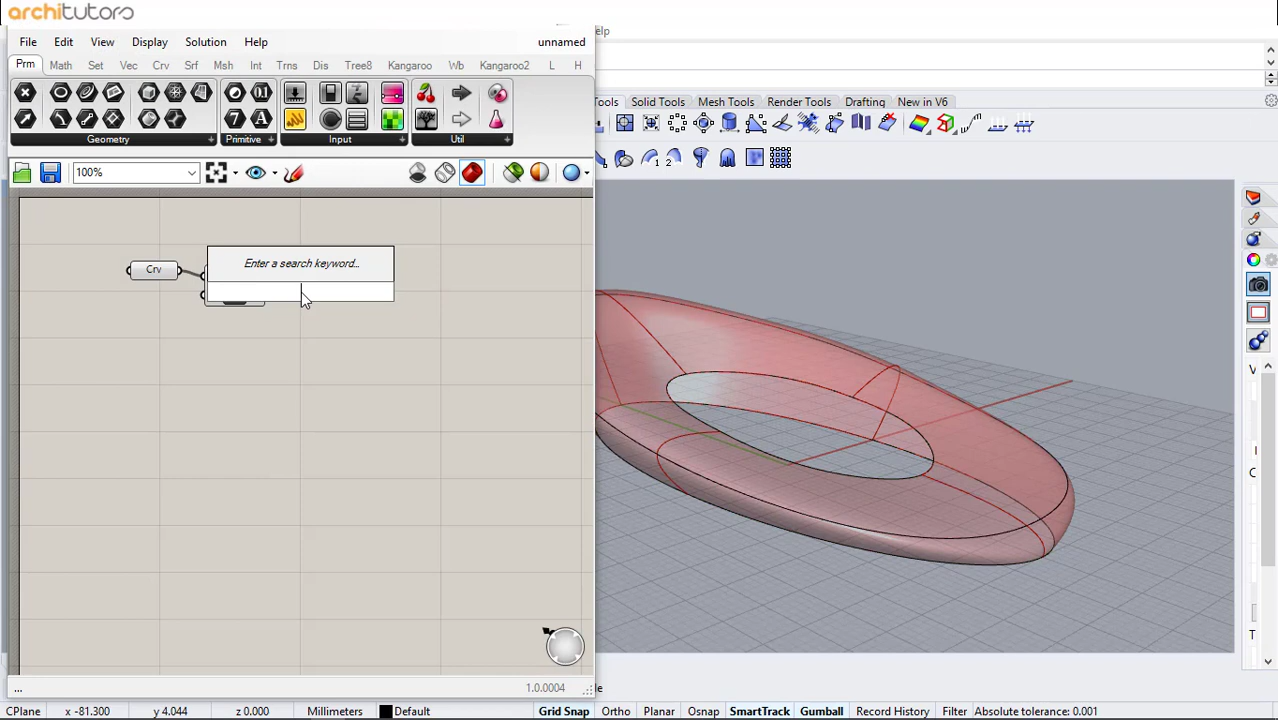 architutors
elp
File Edit View Display Solution Help unnamed
Prm Math Set Vec Crv Srf Msh Int Trns Dis Tree8 Kangaroo Wb Kangaroo2 L H
Tools Solid Tools Mesh Tools Render Tools Drafting New in V6
Geometry Primitive Input Util
100%
Crv
Enter a search keyword...
V
C
T
... 1.0.0004
CPlane x -81.300 y 4.044 z 0.000 Millimeters Default Grid Snap Ortho Planar Osnap SmartTrack Gumball Record History Filter Absolute tolerance: 0.001